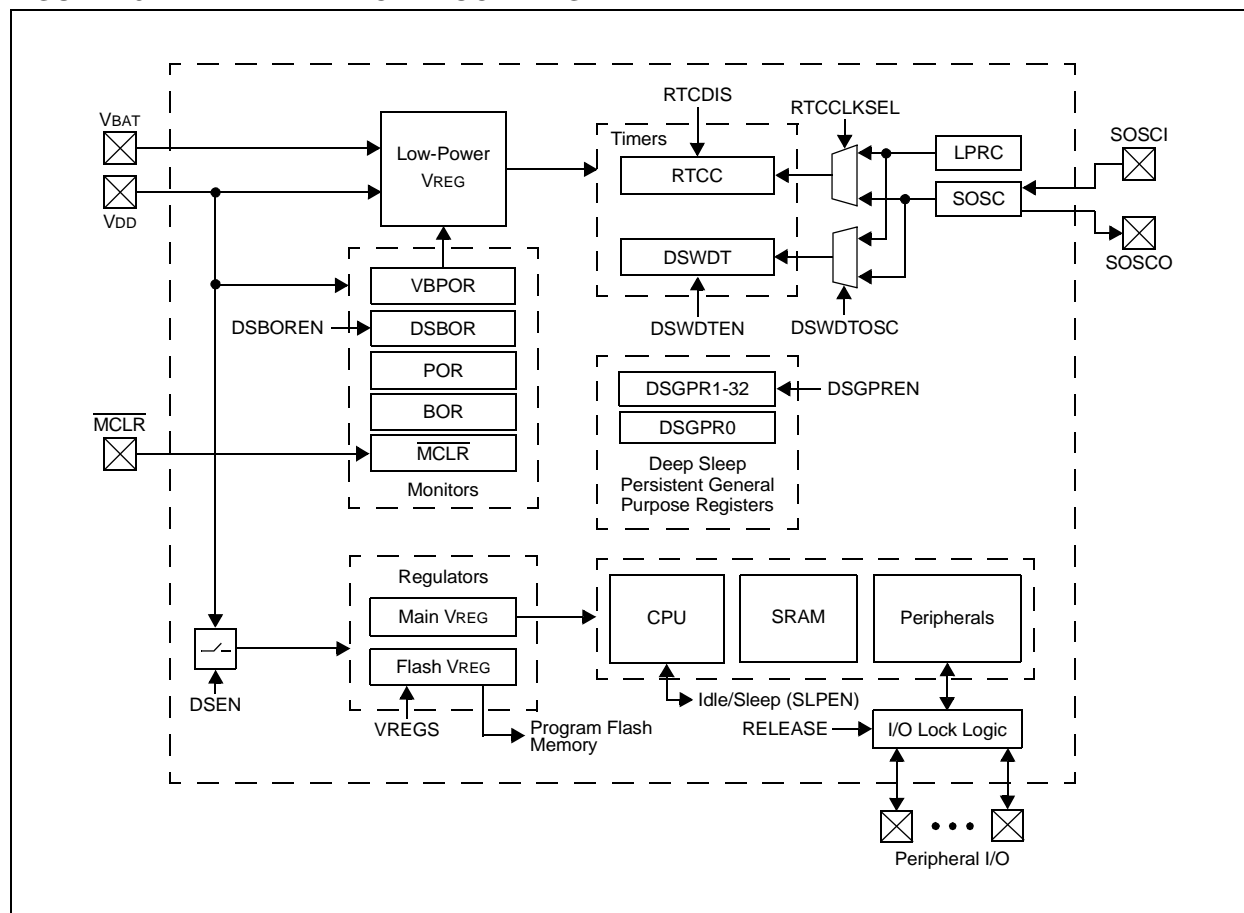 RTCDIS
RTCCLKSEL
VBAT
Timers
SOSCI
Low-Power
VREG
LPRC
RTCC
VDD
SOSC
DSWDT
SOSCO
VBPOR
DSBOREN
DSBOR
DSWDTEN
DSWDTOSC
POR
DSGPR1-32
DSGPREN
BOR
MCLR
DSGPR0
MCLR
Deep Sleep
Persistent General
Purpose Registers
Monitors
Regulators
Main VREG
CPU
SRAM
Peripherals
Flash VREG
DSEN
Idle/Sleep (SLPEN)
VREGS
Program Flash
Memory
RELEASE
I/O Lock Logic
Peripheral I/O